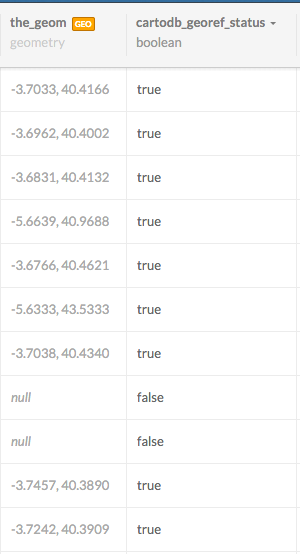 the_geom GEO cartodb_georef_status
geometry boolean
-3.7033, 40.4166 true
-3.6962, 40.4002 true
-3.6831, 40.4132 true
-5.6639, 40.9688 true
-3.6766, 40.4621 true
-5.6333, 43.5333 true
-3.7038, 40.4340 true
null false
null false
-3.7457, 40.3890 true
-3.7242, 40.3909 true